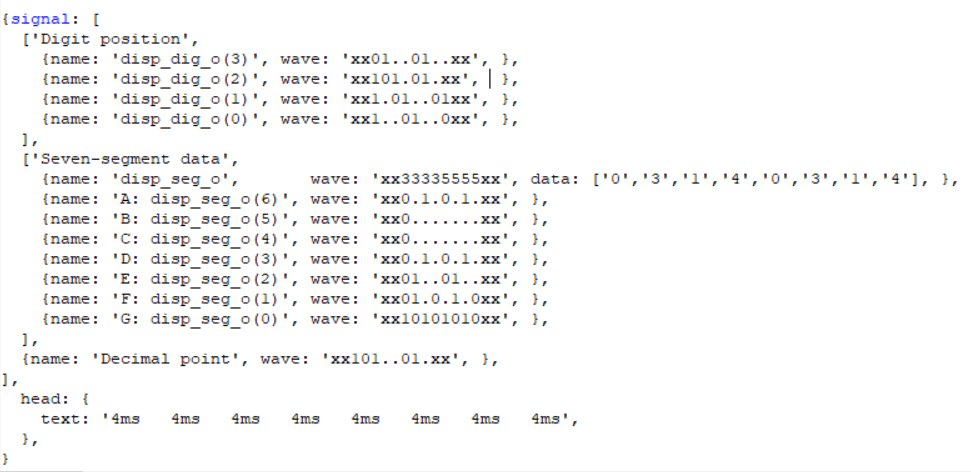 {signal: [
  ['Digit position',
    {name: 'disp_dig_o(3)', wave: 'xx01..01..xx', },
    {name: 'disp_dig_o(2)', wave: 'xx101.01.xx', },
    {name: 'disp_dig_o(1)', wave: 'xx1.01..01xx', },
    {name: 'disp_dig_o(0)', wave: 'xx1..01..0xx', },
  ],
  ['Seven-segment data',
    {name: 'disp_seg_o',       wave: 'xx33335555xx', data: ['0','3','1','4','0','3','1','4'], },
    {name: 'A: disp_seg_o(6)', wave: 'xx0.1.0.1.xx', },
    {name: 'B: disp_seg_o(5)', wave: 'xx0.......xx', },
    {name: 'C: disp_seg_o(4)', wave: 'xx0.......xx', },
    {name: 'D: disp_seg_o(3)', wave: 'xx0.1.0.1.xx', },
    {name: 'E: disp_seg_o(2)', wave: 'xx01..01..xx', },
    {name: 'F: disp_seg_o(1)', wave: 'xx01.0.1.0xx', },
    {name: 'G: disp_seg_o(0)', wave: 'xx10101010xx', },
  ],
  {name: 'Decimal point', wave: 'xx101..01.xx', },
],
  head: {
    text: '4ms   4ms   4ms   4ms   4ms   4ms   4ms   4ms',
  },
}